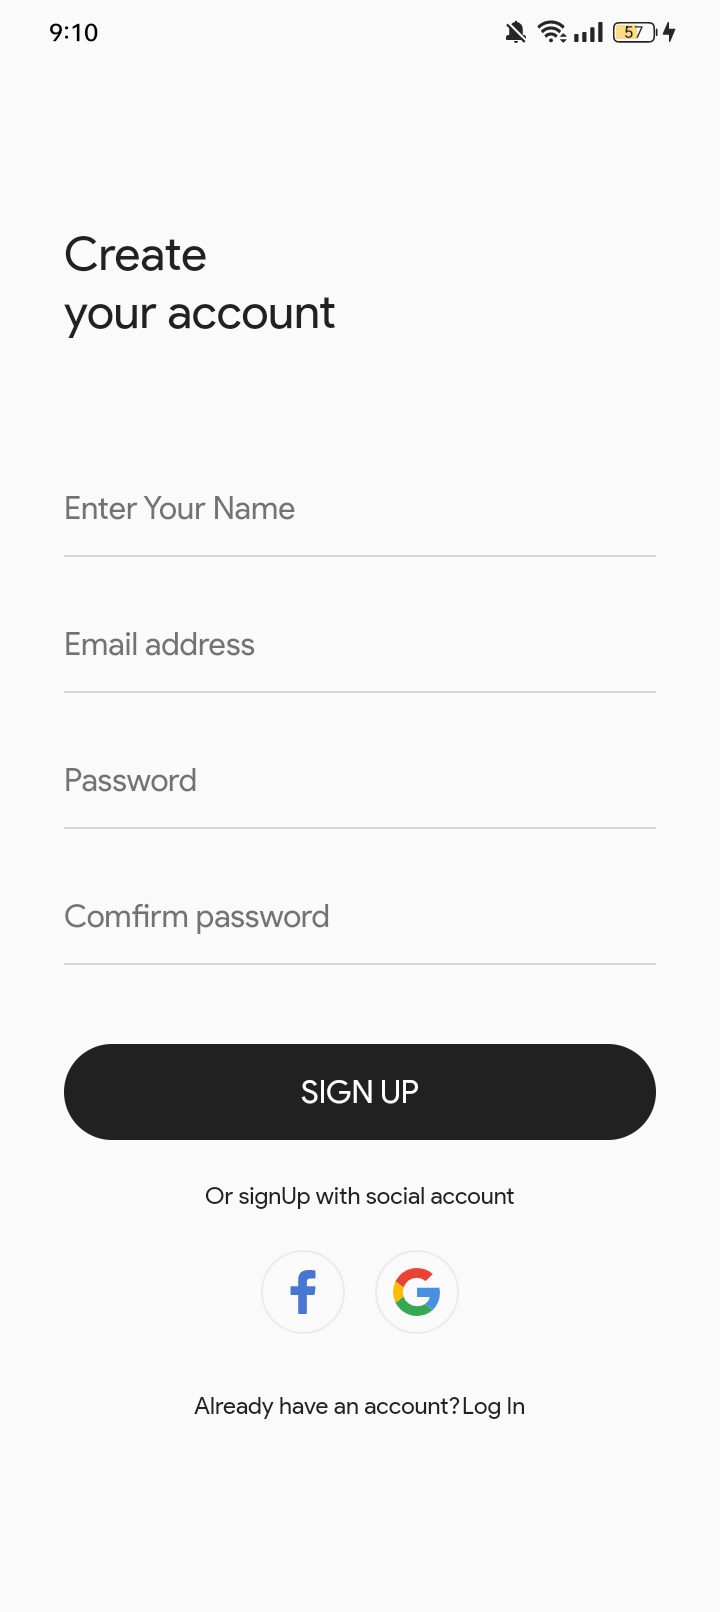 9:10
57
Create
your account
Enter Your Name
Email address
Password
Comfirm password
SIGN UP
Or signUp with social account
Already have an account?Log In